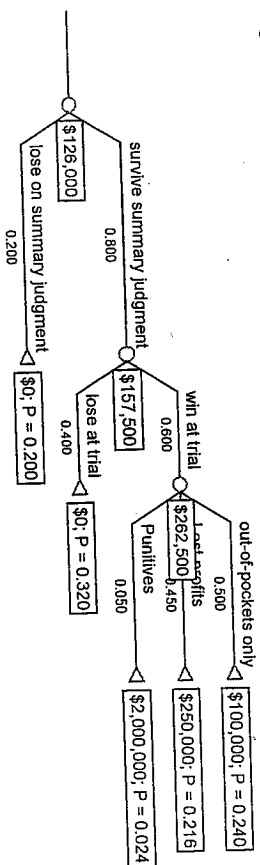 survive summary judgment
0.800
$126,000
lose on summary judgment
0.200
$0; P = 0.200
win at trial
0.600
$157,500
lose at trial
0.400
$0; P = 0.320
out-of-pockets only
0.500
$100,000; P = 0.240
$262,500
Lost profits
0.450
$250,000; P = 0.216
Punitives
0.050
$2,000,000; P = 0.024